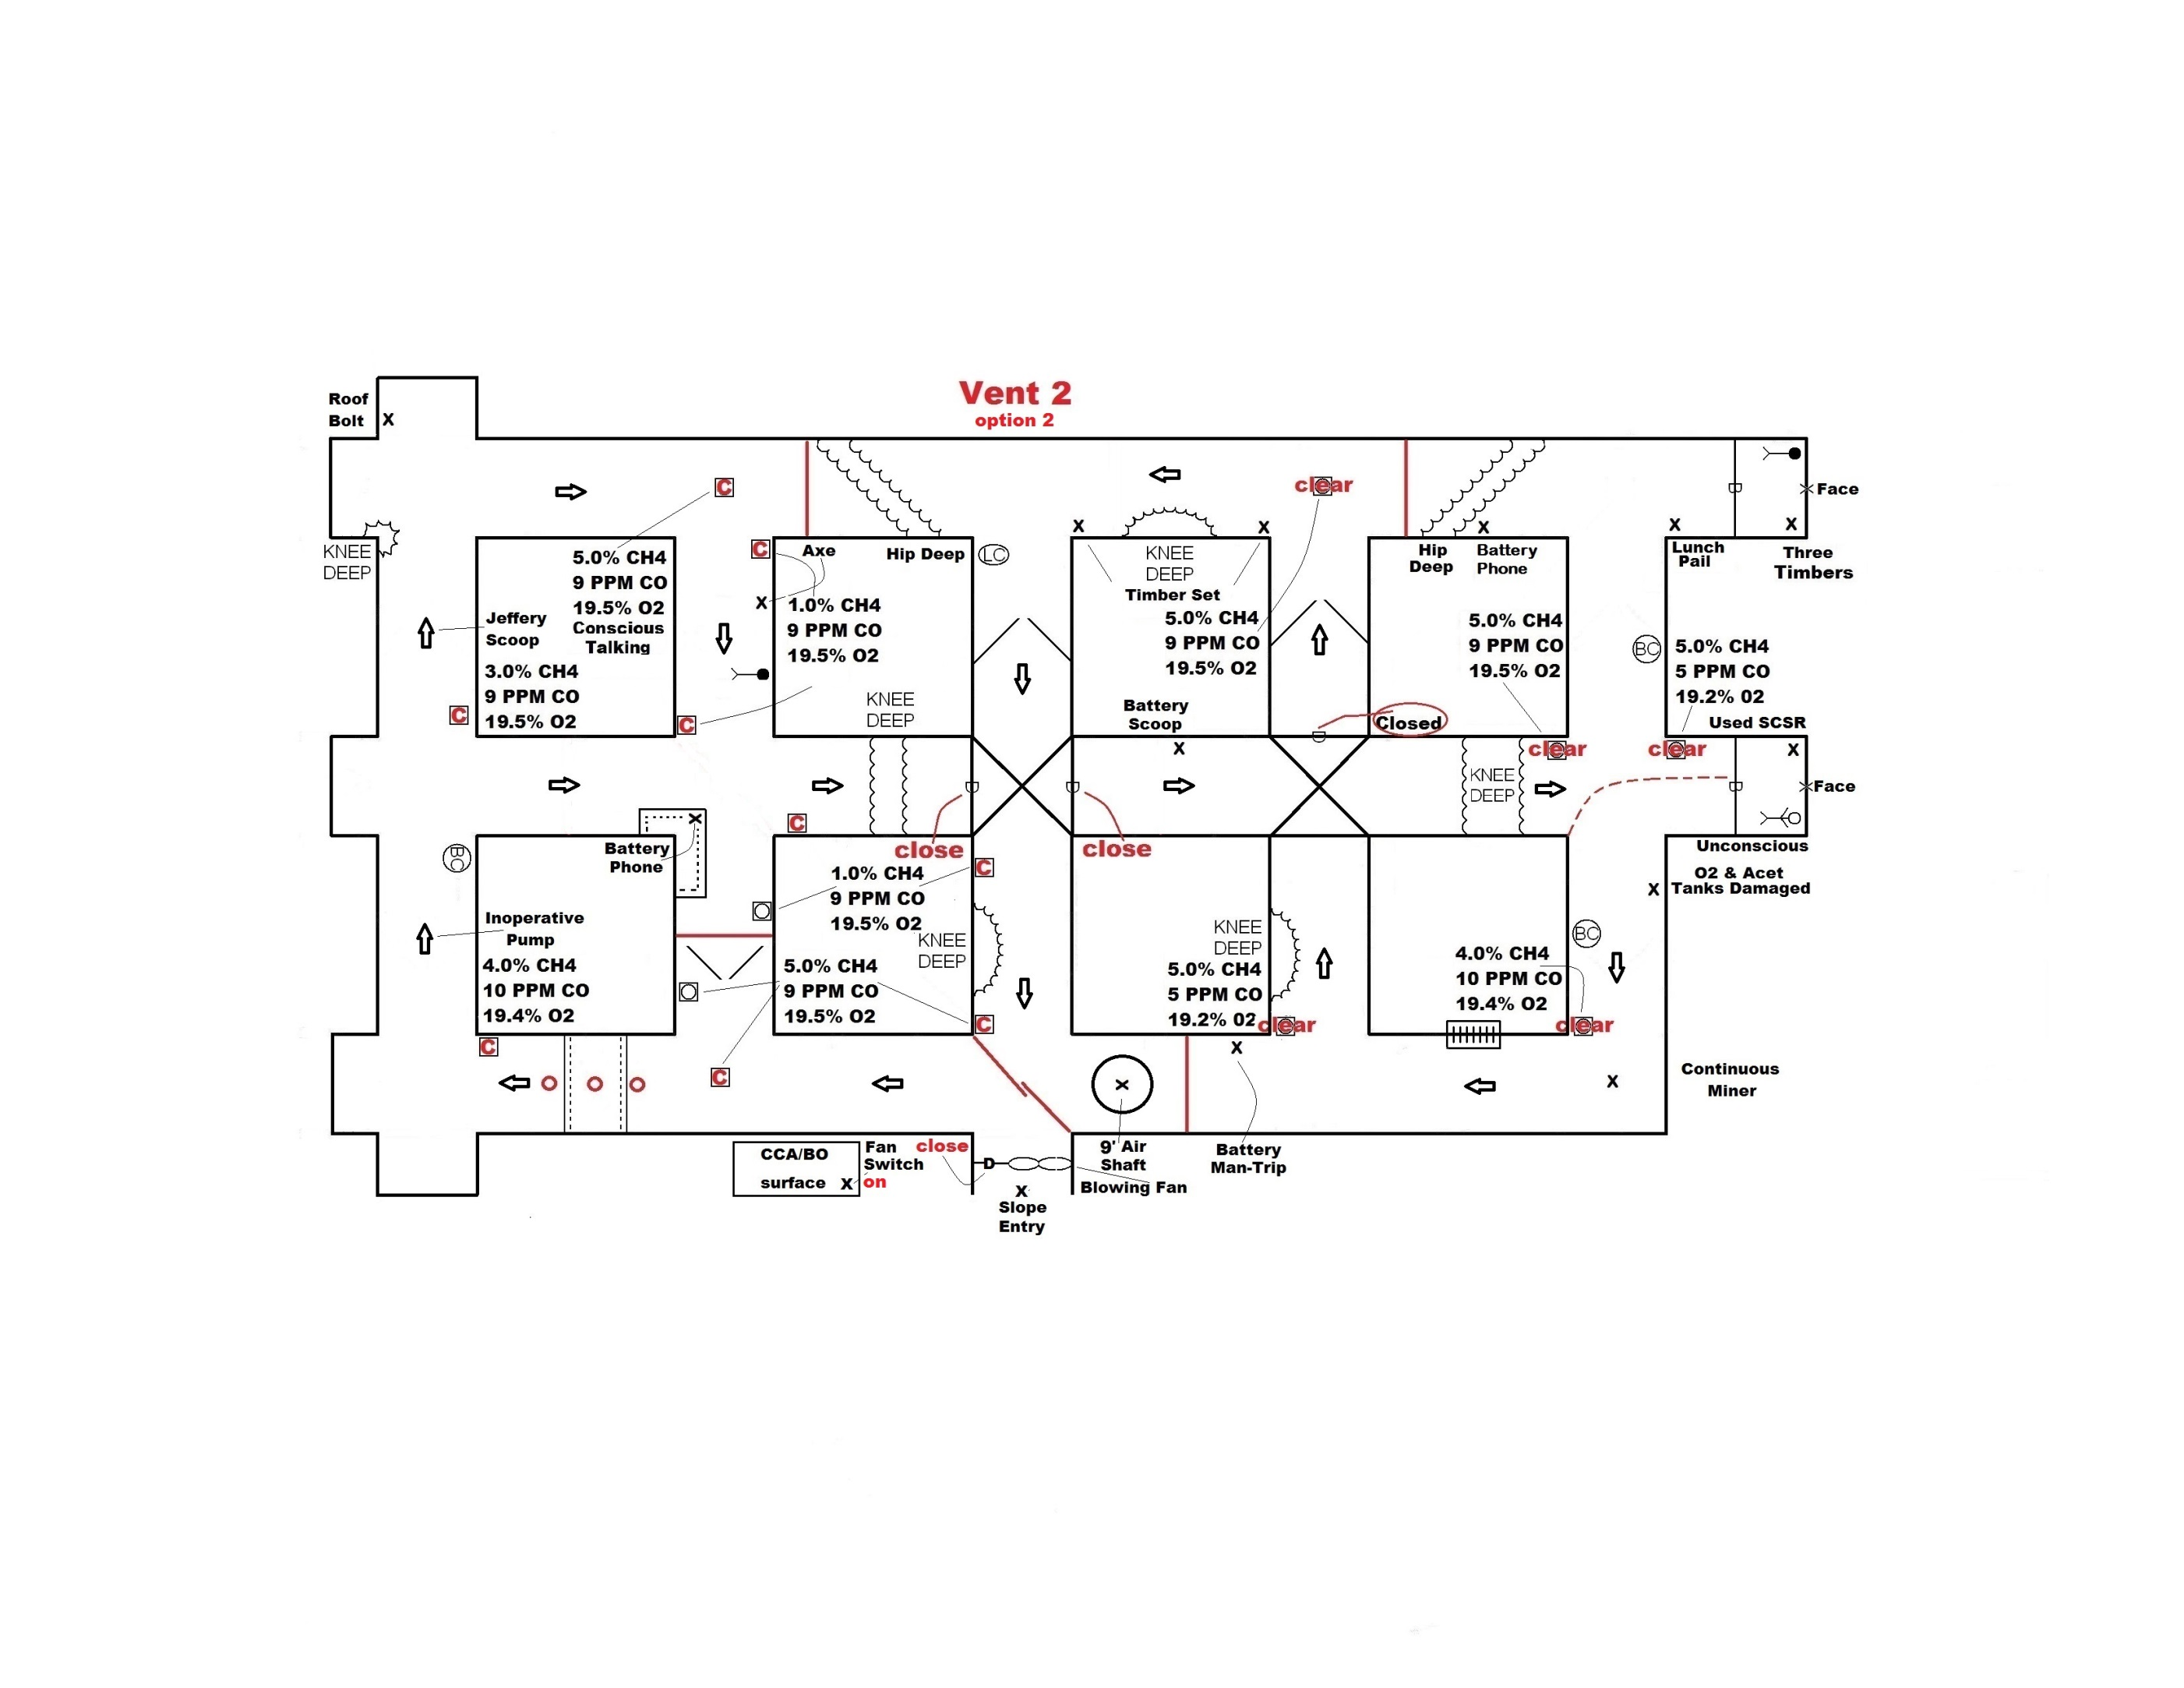 Vent 2
option 2
Roof
Bolt X
C
clear
Face
KNEE
DEEP
X
X
X
X
X
C
Axe
Hip Deep
LC
KNEE
DEEP
Timber Set
Hip
Deep
Battery
Phone
Lunch
Pail
Three
Timbers
5.0% CH4
9 PPM CO
19.5% O2
Conscious
Talking
Jeffery
Scoop
3.0% CH4
9 PPM CO
19.5% O2
C
C
X
1.0% CH4
9 PPM CO
19.5% O2
KNEE
DEEP
5.0% CH4
9 PPM CO
19.5% O2
Battery
Scoop
X
5.0% CH4
9 PPM CO
19.5% O2
Closed
BC
5.0% CH4
5 PPM CO
19.2% 02
Used SCSR
D
clear
clear
X
D
D
KNEE
DEEP
D
Face
B
C
close
close
X
Battery
Phone
BC
Unconscious
O2 & Acet
X Tanks Damaged
C
1.0% CH4
9 PPM CO
19.5% O2
KNEE
DEEP
Inoperative
Pump
4.0% CH4
10 PPM CO
19.4% O2
5.0% CH4
9 PPM CO
19.5% O2
C
KNEE
DEEP
5.0% CH4
5 PPM CO
19.2% 02
clear
BC
4.0% CH4
10 PPM CO
19.4% O2
clear
C
C
X
X
X
Continuous
Miner
CCA/BO
surface X
Fan
Switch
on
close
D
9' Air
Shaft
Blowing Fan
Battery
Man-Trip
X
Slope
Entry